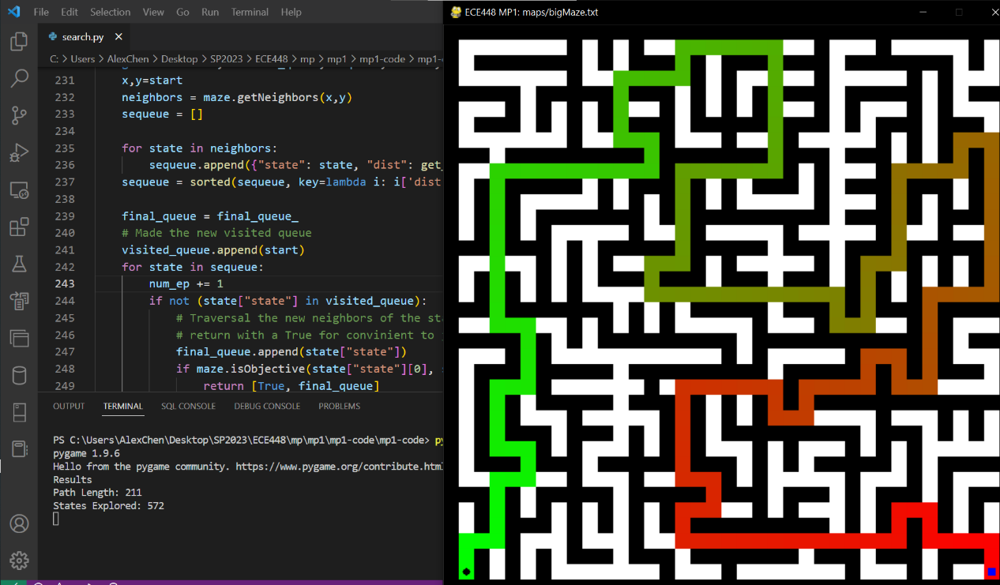 File Edit Selection View Go Run Terminal Help
ECE448 MP1: maps/bigMaze.txt
search.py
C: > Users > AlexChen > Desktop > SP2023 > ECE448 > mp > mp1 > mp1-code > mp1-
231 x,y=start
232 neighbors = maze.getNeighbors(x,y)
233 sequeue = []
234
235 for state in neighbors:
236 sequeue.append({"state": state, "dist": get_
237 sequeue = sorted(sequeue, key=lambda i: i['dist
238
239 final_queue = final_queue_
240 # Made the new visited queue
241 visited_queue.append(start)
242 for state in sequeue:
243 num_ep += 1
244 if not (state["state"] in visited_queue):
245 # Traversal the new neighbors of the sta
246 # return with a True for convinient to
247 final_queue.append(state["state"])
248 if maze.isObjective(state["state"][0],
249 return [True, final_queue]
OUTPUT TERMINAL SQL CONSOLE DEBUG CONSOLE PROBLEMS
PS C:\Users\AlexChen\Desktop\SP2023\ECE448\mp\mp1\mp1-code\mp1-code> py
pygame 1.9.6
Hello from the pygame community. https://www.pygame.org/contribute.html
Results
Path Length: 211
States Explored: 572